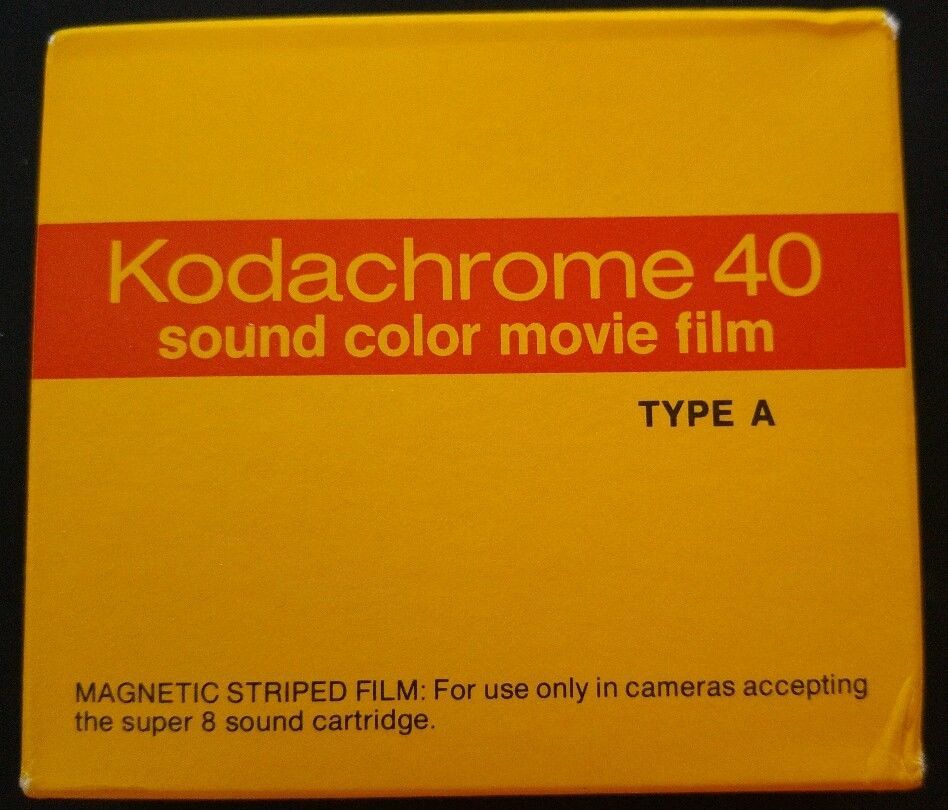 Kodachrome 40
sound color movie film
TYPE A
MAGNETIC STRIPED FILM: For use only in cameras accepting
the super 8 sound cartridge.